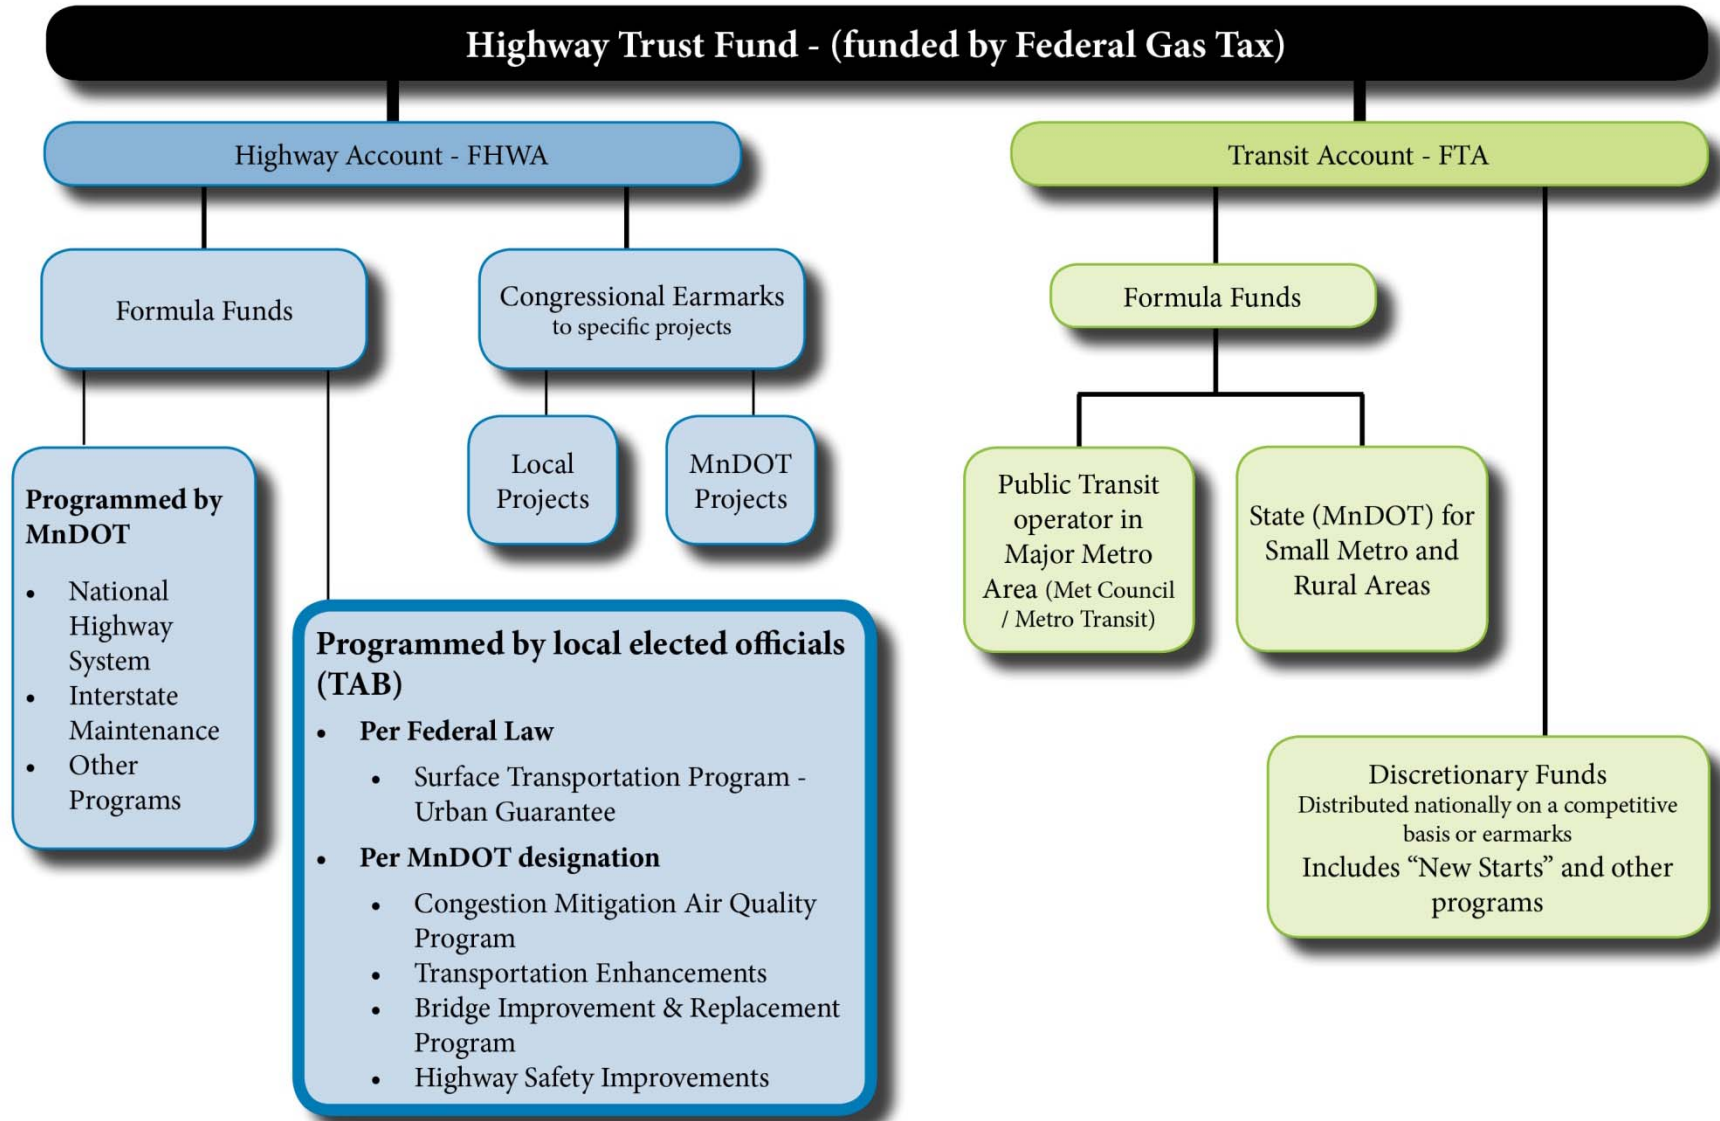 Highway Trust Fund - (funded by Federal Gas Tax)
Highway Account - FHWA
Transit Account - FTA
Formula Funds
Congressional Earmarks
to specific projects
Formula Funds
Programmed by
MnDOT
• National
Highway
System
• Interstate
Maintenance
• Other
Programs
Local
Projects
MnDOT
Projects
Public Transit
operator in
Major Metro
Area (Met Council
/ Metro Transit)
State (MnDOT) for
Small Metro and
Rural Areas
Programmed by local elected officials
(TAB)
• Per Federal Law
• Surface Transportation Program -
Urban Guarantee
• Per MnDOT designation
• Congestion Mitigation Air Quality
Program
• Transportation Enhancements
• Bridge Improvement & Replacement
Program
• Highway Safety Improvements
Discretionary Funds
Distributed nationally on a competitive
basis or earmarks
Includes “New Starts” and other
programs